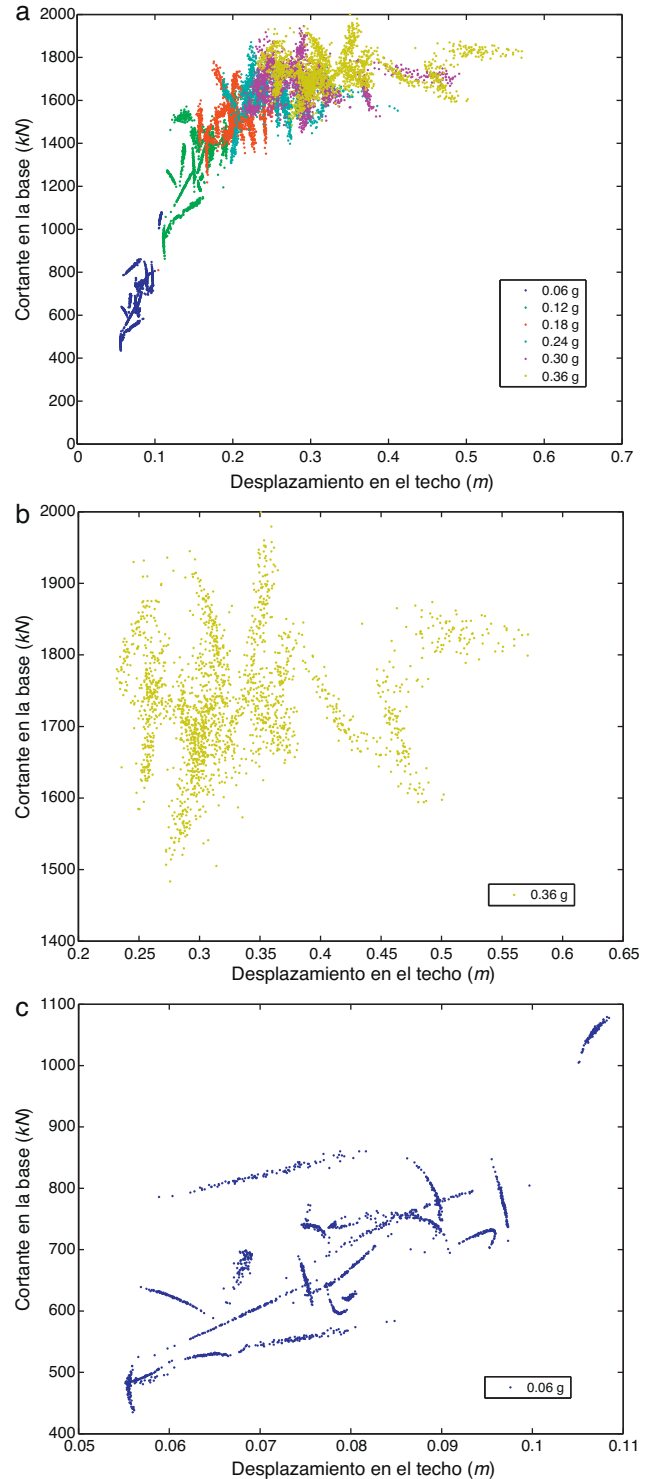 a
2000
1800
1600
1400
1200
1000
800
600
400
200
0
Cortante en la base (kN)
0.06 g
0.12 g
0.18 g
0.24 g
0.30 g
0.36 g
0 0.1 0.2 0.3 0.4 0.5 0.6 0.7
Desplazamiento en el techo (m)
b
2000
1900
1800
1700
1600
1500
1400
Cortante en la base (kN)
0.36 g
0.2 0.25 0.3 0.35 0.4 0.45 0.5 0.55 0.6 0.65
Desplazamiento en el techo (m)
c
1100
1000
900
800
700
600
500
400
Cortante en la base (kN)
0.06 g
0.05 0.06 0.07 0.08 0.09 0.1 0.11
Desplazamiento en el techo (m)